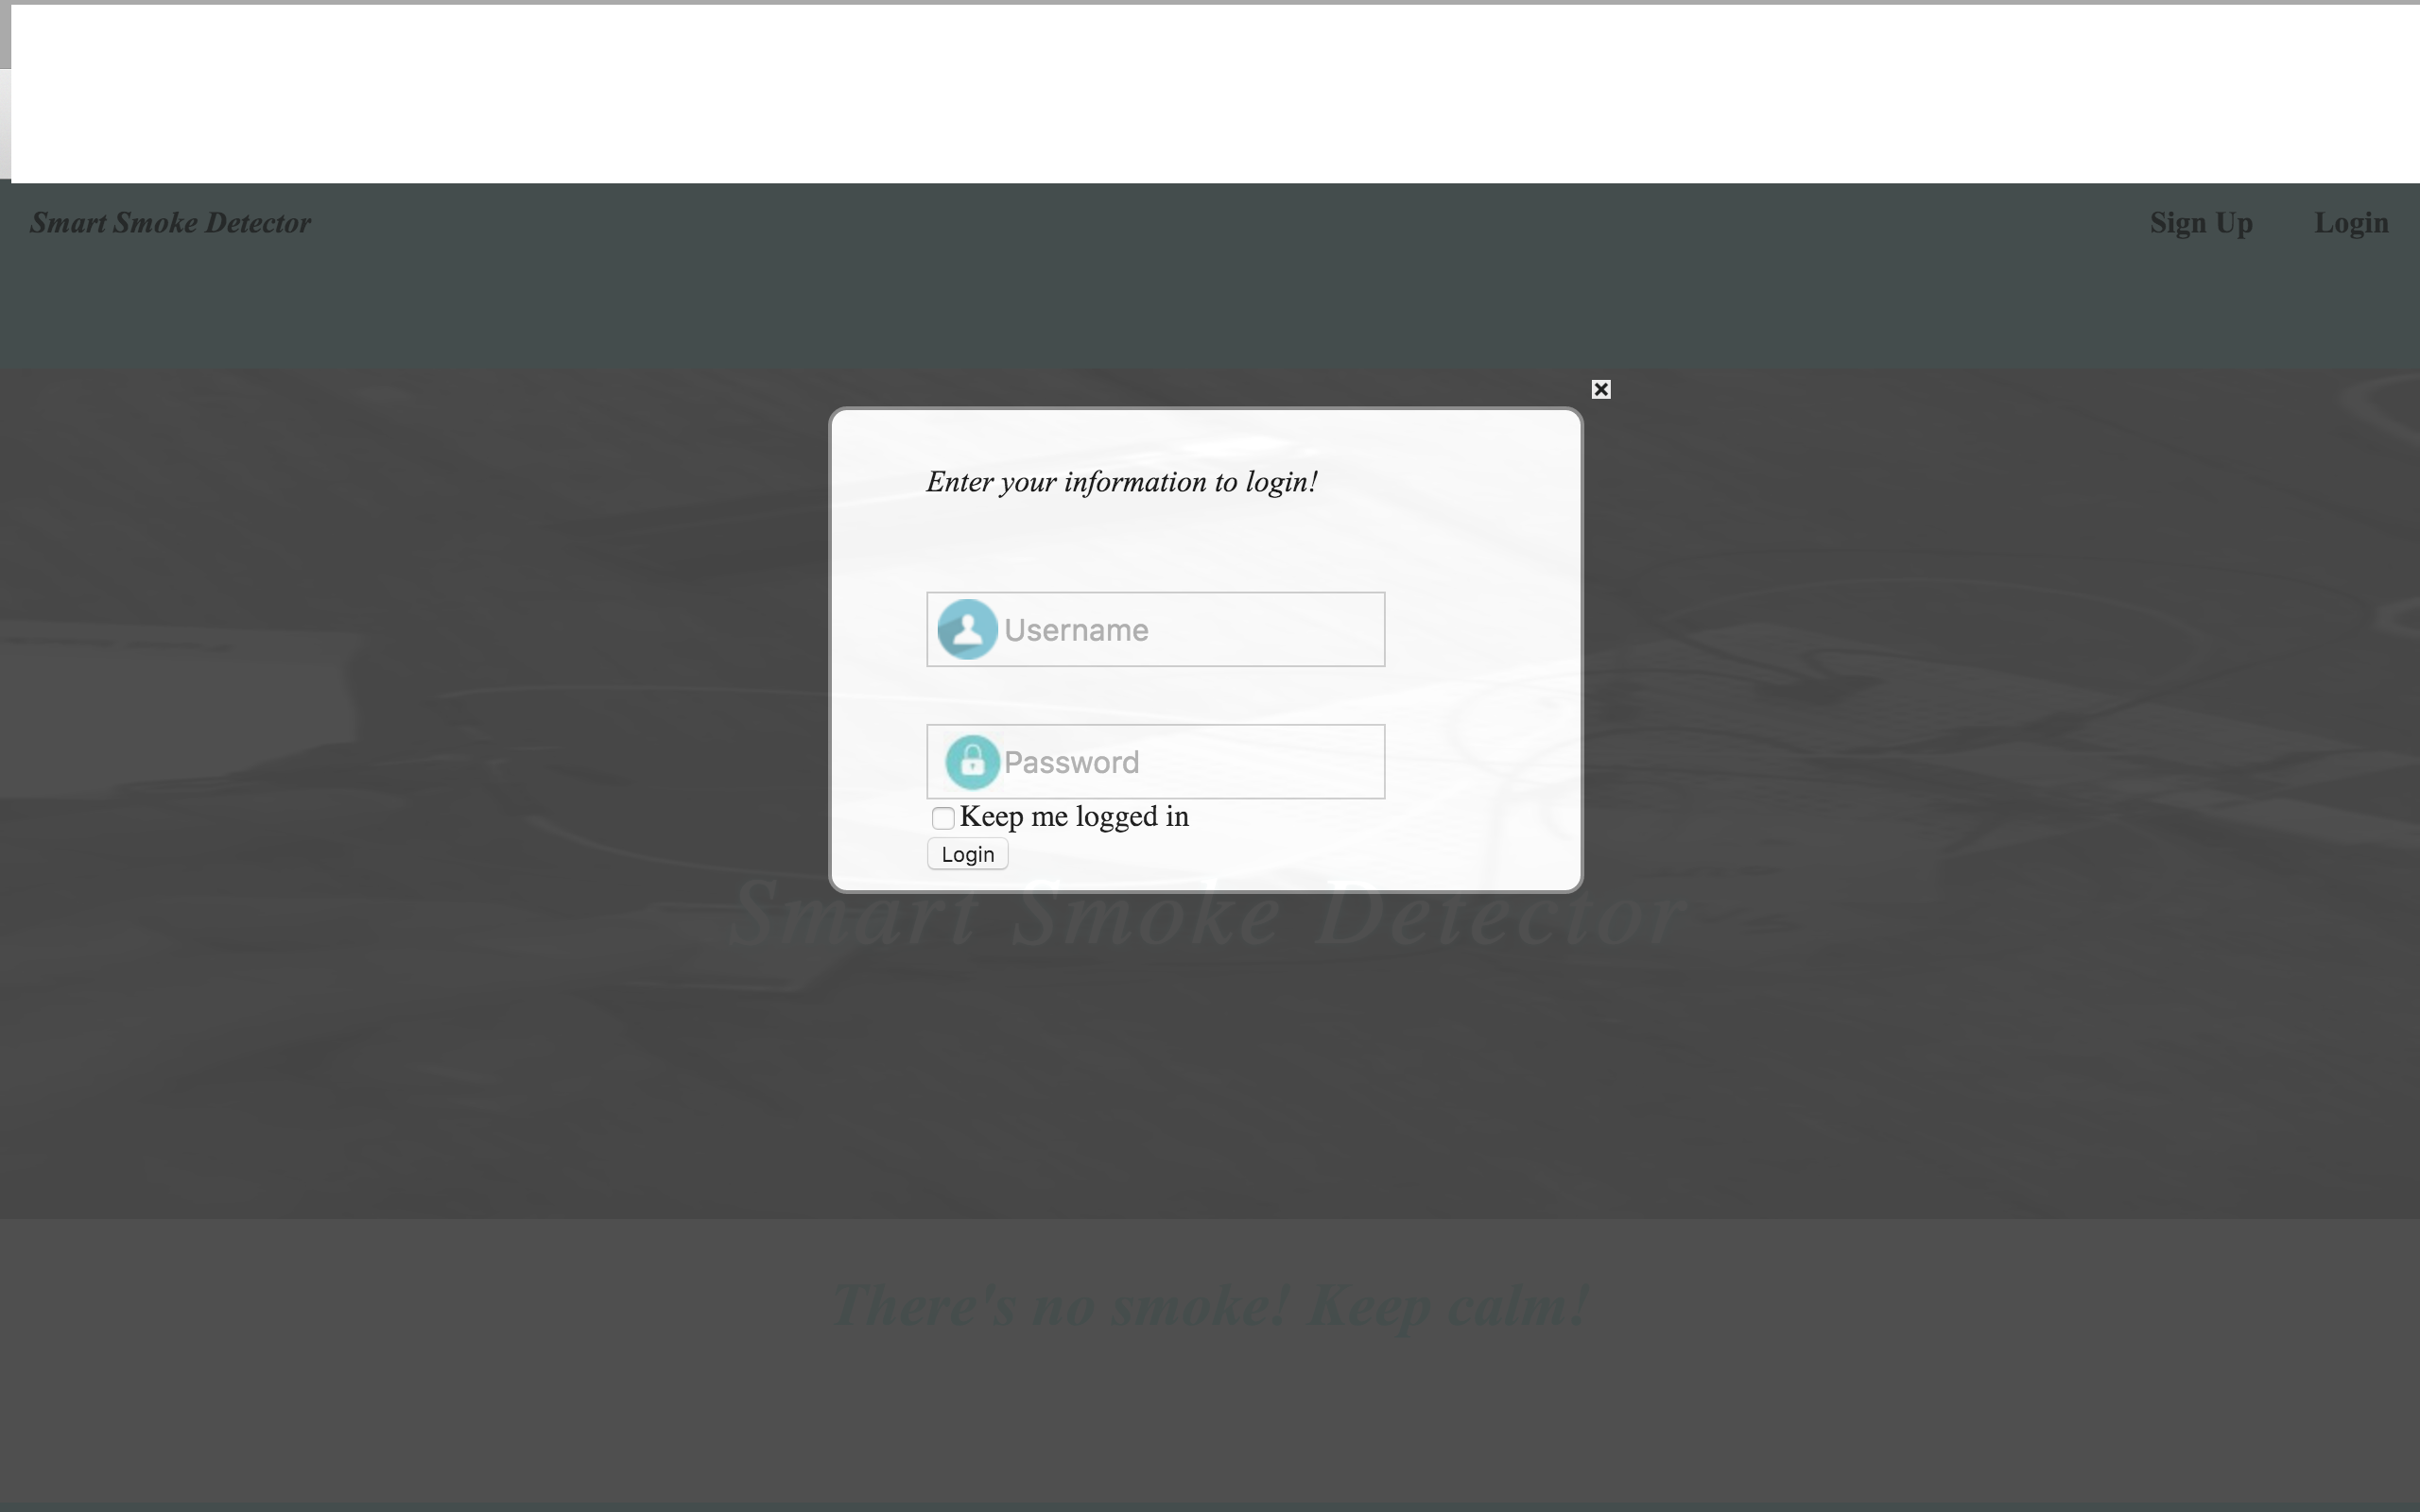 Smart Smoke Detector
Sign Up Login
Enter your information to login!
Username
Password
Keep me logged in
Login
Smart Smoke Detector
There's no smoke! Keep calm!